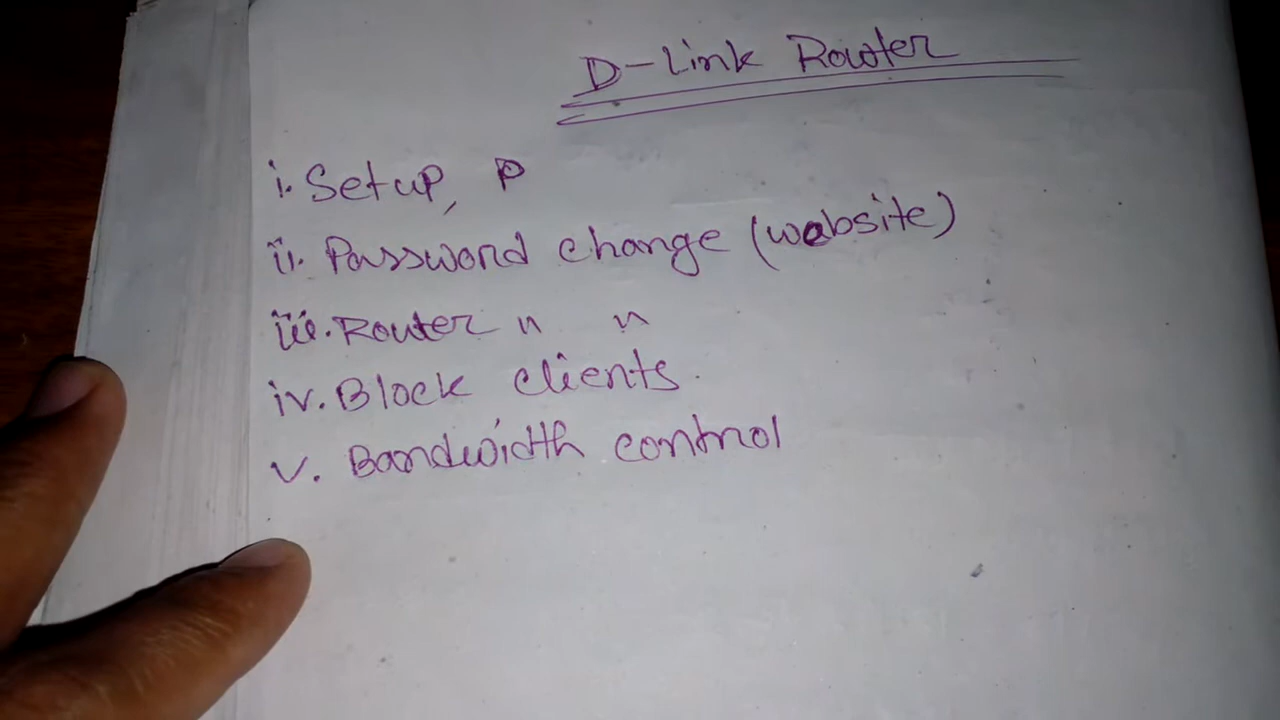 D-Link Router
i. Setup, P
ii. Password change (website)
iii. Router " "
iv. Block clients.
v. Bandwidth control